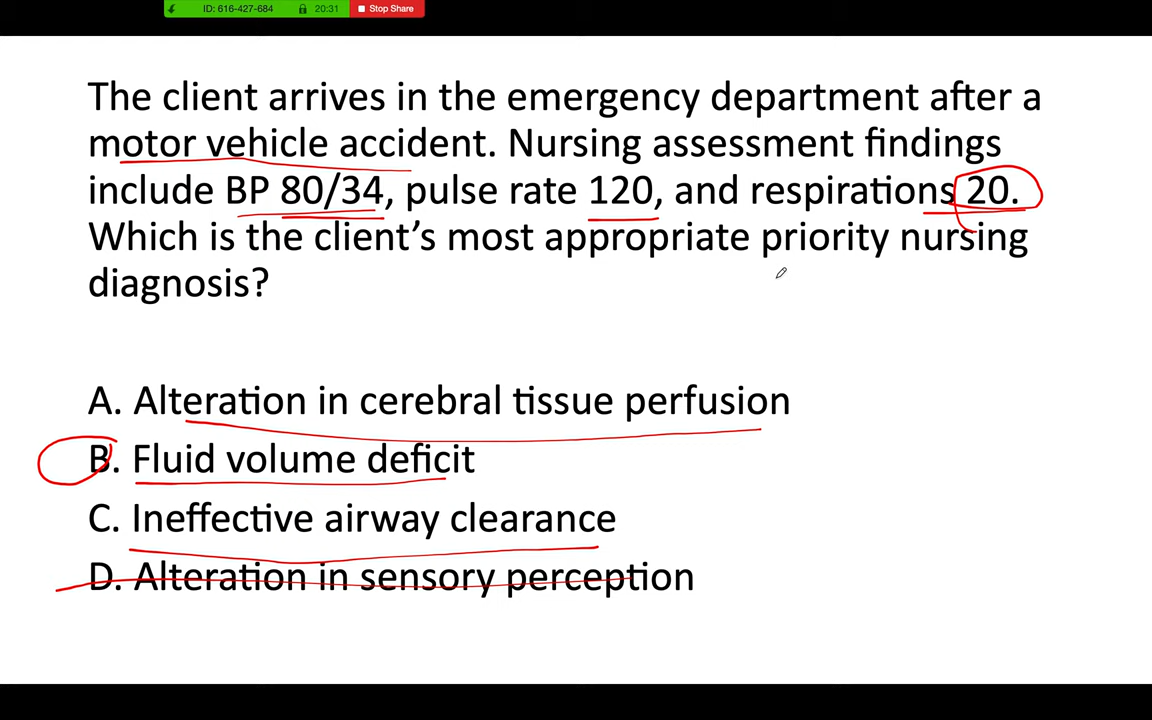 ID: 616-427-684 20:31 Stop Share
The client arrives in the emergency department after a
motor vehicle accident. Nursing assessment findings
include BP 80/34, pulse rate 120, and respirations 20.
Which is the client's most appropriate priority nursing
diagnosis?
A. Alteration in cerebral tissue perfusion
B. Fluid volume deficit
C. Ineffective airway clearance
D. Alteration in sensory perception